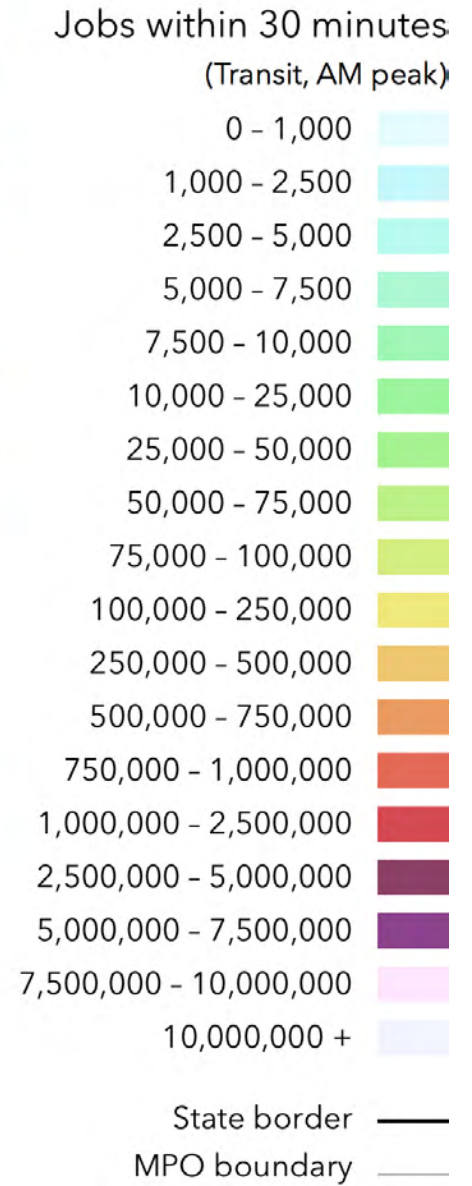 Jobs within 30 minutes
(Transit, AM peak)
0 – 1,000
1,000 – 2,500
2,500 – 5,000
5,000 – 7,500
7,500 – 10,000
10,000 – 25,000
25,000 – 50,000
50,000 – 75,000
75,000 – 100,000
100,000 – 250,000
250,000 – 500,000
500,000 – 750,000
750,000 – 1,000,000
1,000,000 – 2,500,000
2,500,000 – 5,000,000
5,000,000 – 7,500,000
7,500,000 – 10,000,000
10,000,000 +
State border
MPO boundary